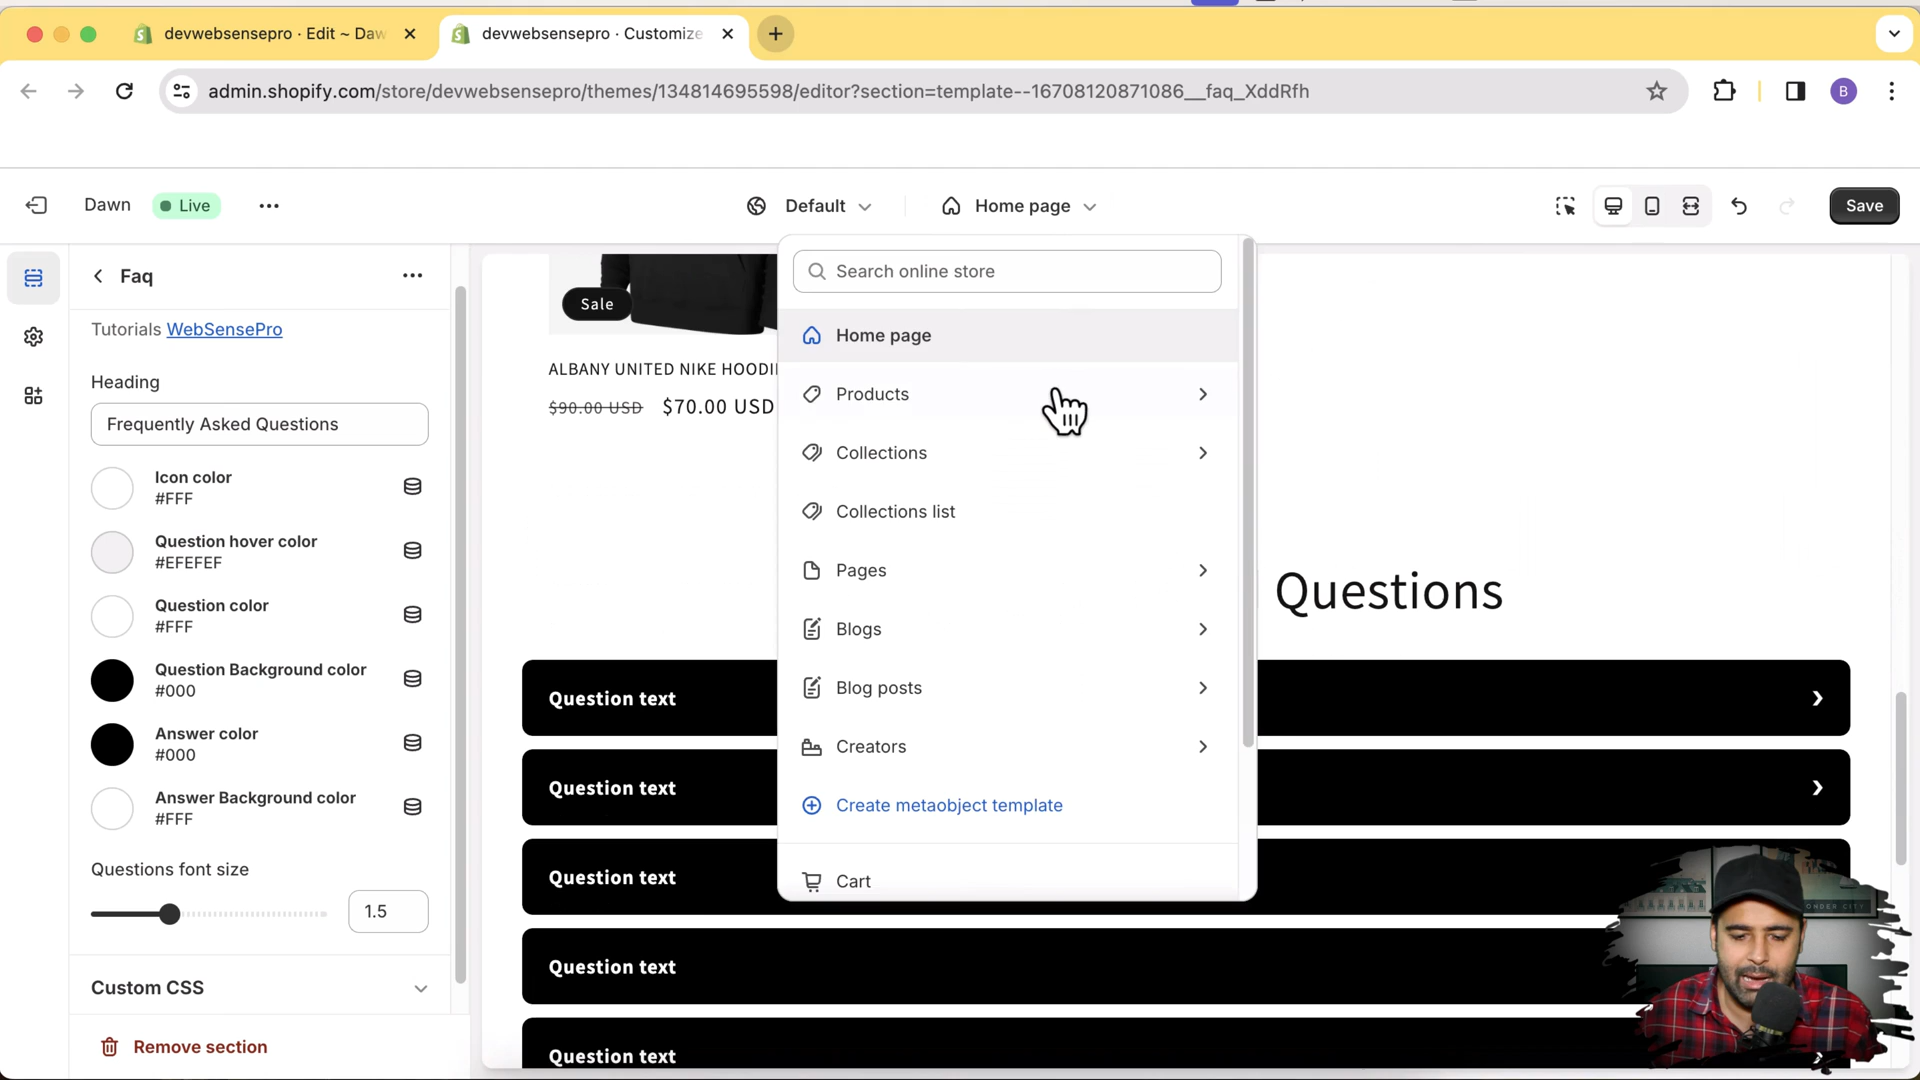 devwebsensepro · Edit ~ Daw
devwebsensepro · Customize
admin.shopify.com/store/devwebsensepro/themes/134814695598/editor?section=template--16708120871086__faq_XddRfh
B
Dawn
Live
Default
Home page
Save
Faq
Tutorials WebSensePro
Heading
Frequently Asked Questions
Icon color
#FFF
Question hover color
#EFEFEF
Question color
#FFF
Question Background color
#000
Answer color
#000
Answer Background color
#FFF
Questions font size
1.5
Custom CSS
Remove section
Search online store
Home page
Products
Collections
Collections list
Pages
Blogs
Blog posts
Creators
Create metaobject template
Cart
Sale
ALBANY UNITED NIKE HOODI
$90.00 USD $70.00 USD
Questions
Question text
Question text
Question text
Question text
Question text